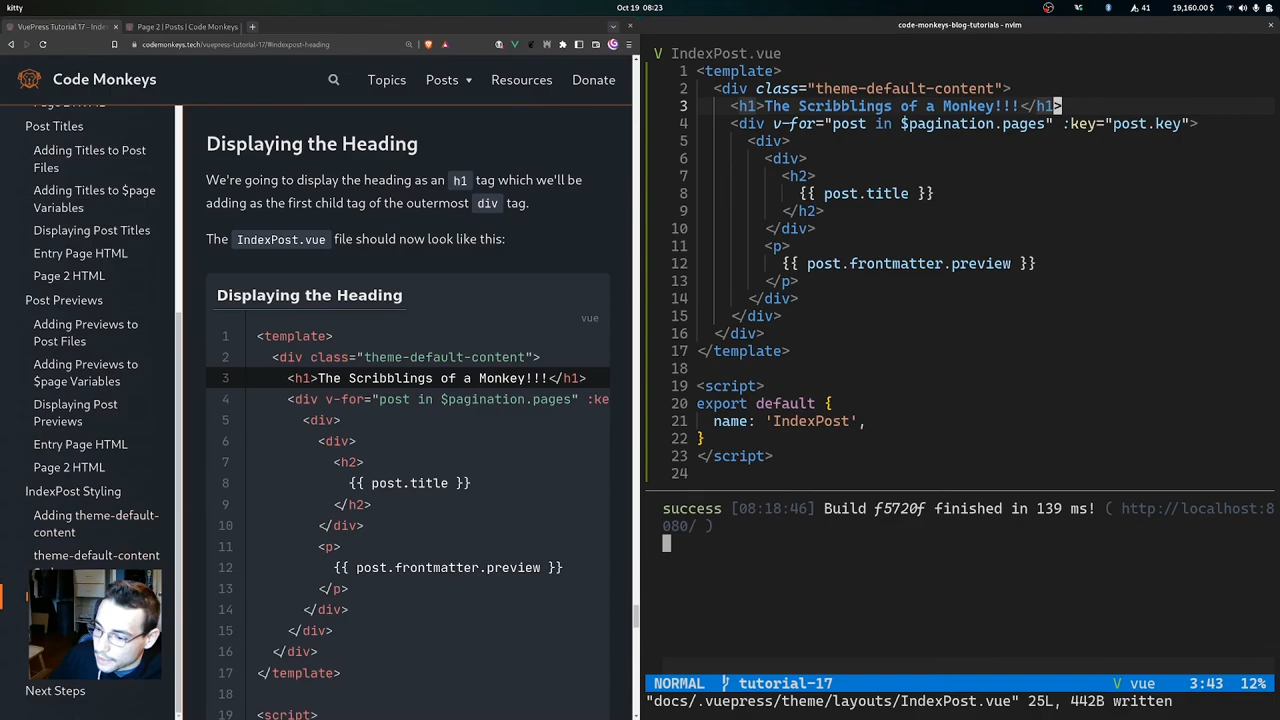 kitty
Oct 19 08:23
41
19,160.00 $
VuePress Tutorial 17 - Inde
Page 2 | Posts | Code Monkeys
codemonkeys.tech/vuepress-tutorial-17/#indexpost-heading
Code Monkeys
Topics
Posts
Resources
Donate
Post Titles
Adding Titles to Post
Files
Adding Titles to $page
Variables
Displaying Post Titles
Entry Page HTML
Page 2 HTML
Post Previews
Adding Previews to
Post Files
Adding Previews to
$page Variables
Displaying Post
Previews
Entry Page HTML
Page 2 HTML
IndexPost Styling
Adding theme-default-
content
theme-default-content
Next Steps
Displaying the Heading
We're going to display the heading as an h1 tag which we'll be
adding as the first child tag of the outermost div tag.
The IndexPost.vue file should now look like this:
Displaying the Heading
vue
1 <template>
2 <div class="theme-default-content">
3 <h1>The Scribblings of a Monkey!!!</h1>
4 <div v-for="post in $pagination.pages" :ke
5 <div>
6 <div>
7 <h2>
8 {{ post.title }}
9 </h2>
10 </div>
11 <p>
12 {{ post.frontmatter.preview }}
13 </p>
14 </div>
15 </div>
16 </div>
17 </template>
18
19 <script>
code-monkeys-blog-tutorials - nvim
V IndexPost.vue
1 <template>
2 <div class="theme-default-content">
3 <h1>The Scribblings of a Monkey!!!</h1>
4 <div v-for="post in $pagination.pages" :key="post.key">
5 <div>
6 <div>
7 <h2>
8 {{ post.title }}
9 </h2>
10 </div>
11 <p>
12 {{ post.frontmatter.preview }}
13 </p>
14 </div>
15 </div>
16 </div>
17 </template>
18
19 <script>
20 export default {
21 name: 'IndexPost',
22 }
23 </script>
24
success [08:18:46] Build f5720f finished in 139 ms! ( http://localhost:8
080/ )
NORMAL tutorial-17 V vue 3:43 12%
"docs/.vuepress/theme/layouts/IndexPost.vue" 25L, 442B written